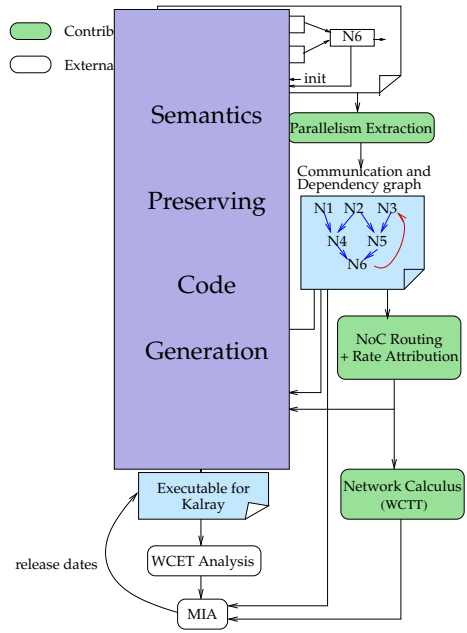 Contrib
Externa
N6
init
Semantics
Preserving
Code
Generation
Parallelism Extraction
Communication and
Dependency graph
N1 N2 N3
N4 N5
N6
NoC Routing
+ Rate Attribution
Executable for
Kalray
Network Calculus
(WCTT)
WCET Analysis
release dates
MIA